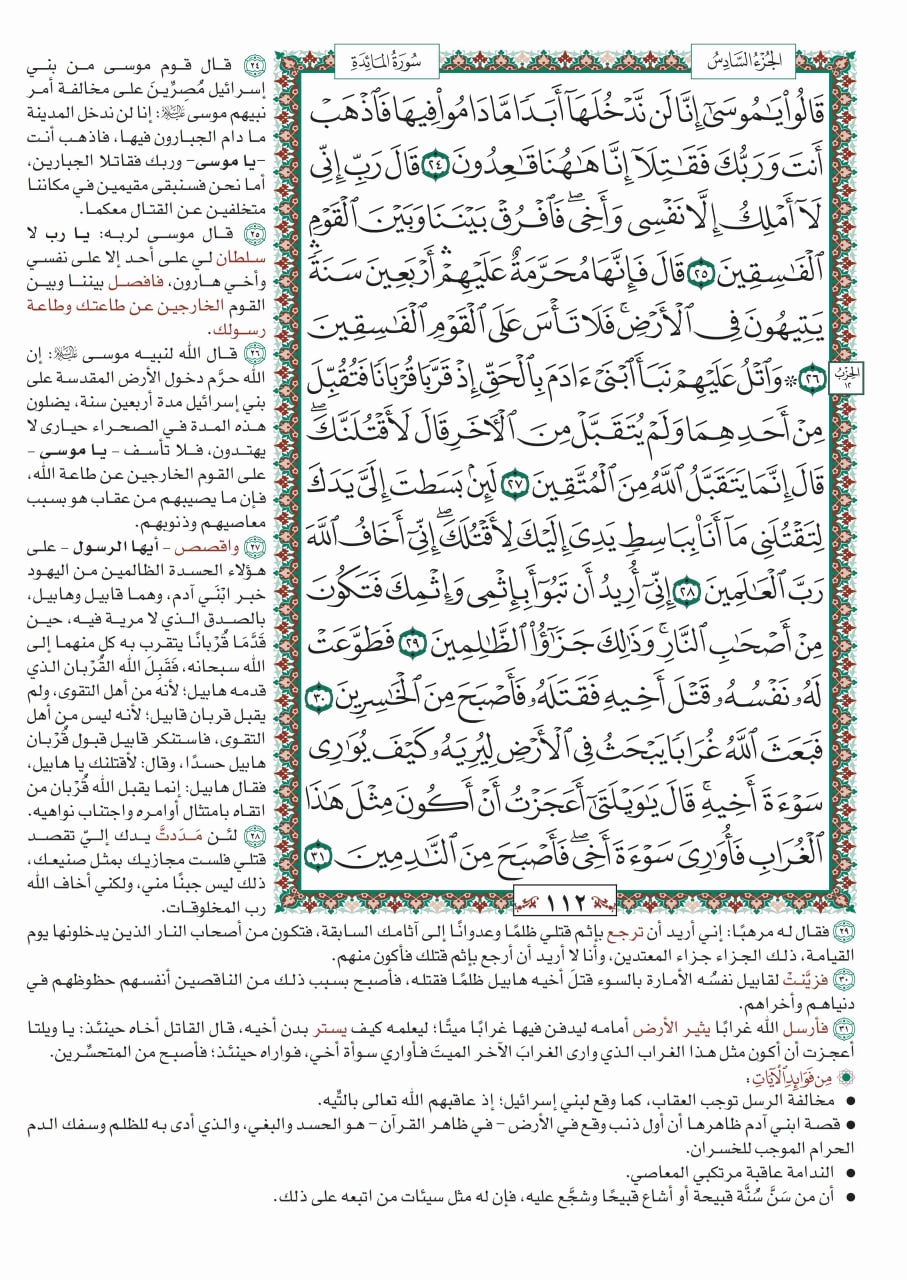 الجُزْءُ السَّادِسُ
سُورَةُ المَائِدَةِ
قَالُواْ يَٰمُوسَىٰٓ إِنَّا لَن نَّدۡخُلَهَآ أَبَدٗا مَّا دَامُواْ فِيهَا فَٱذۡهَبۡ
أَنتَ وَرَبُّكَ فَقَٰتِلَآ إِنَّا هَٰهُنَا قَٰعِدُونَ ٢٤ قَالَ رَبِّ إِنِّي
لَآ أَمۡلِكُ إِلَّا نَفۡسِي وَأَخِيۖ فَٱفۡرُقۡ بَيۡنَنَا وَبَيۡنَ ٱلۡقَوۡمِ
ٱلۡفَٰسِقِينَ ٢٥ قَالَ فَإِنَّهَا مُحَرَّمَةٌ عَلَيۡهِمۡۛ أَرۡبَعِينَ سَنَةٗۛ
يَتِيهُونَ فِي ٱلۡأَرۡضِۚ فَلَا تَأۡسَ عَلَى ٱلۡقَوۡمِ ٱلۡفَٰسِقِينَ
٢٦ ۞ وَٱتۡلُ عَلَيۡهِمۡ نَبَأَ ٱبۡنَيۡ ءَادَمَ بِٱلۡحَقِّ إِذۡ قَرَّبَا قُرۡبَانٗا فَتُقُبِّلَ
الحِزْبُ
١٢
مِنۡ أَحَدِهِمَا وَلَمۡ يُتَقَبَّلۡ مِنَ ٱلۡأٓخَرِ قَالَ لَأَقۡتُلَنَّكَۖ
قَالَ إِنَّمَا يَتَقَبَّلُ ٱللَّهُ مِنَ ٱلۡمُتَّقِينَ ٢٧ لَئِنۢ بَسَطتَ إِلَيَّ يَدَكَ
لِتَقۡتُلَنِي مَآ أَنَا۠ بِبَاسِطٖ يَدِيَ إِلَيۡكَ لِأَقۡتُلَكَۖ إِنِّيٓ أَخَافُ ٱللَّهَ
رَبَّ ٱلۡعَٰلَمِينَ ٢٨ إِنِّيٓ أُرِيدُ أَن تَبُوٓأَ بِإِثۡمِي وَإِثۡمِكَ فَتَكُونَ
مِنۡ أَصۡحَٰبِ ٱلنَّارِۚ وَذَٰلِكَ جَزَٰٓؤُاْ ٱلظَّٰلِمِينَ ٢٩ فَطَوَّعَتۡ
لَهُۥ نَفۡسُهُۥ قَتۡلَ أَخِيهِ فَقَتَلَهُۥ فَأَصۡبَحَ مِنَ ٱلۡخَٰسِرِينَ ٣٠
فَبَعَثَ ٱللَّهُ غُرَابٗا يَبۡحَثُ فِي ٱلۡأَرۡضِ لِيُرِيَهُۥ كَيۡفَ يُوَٰرِي
سَوۡءَةَ أَخِيهِۚ قَالَ يَٰوَيۡلَتَىٰٓ أَعَجَزۡتُ أَنۡ أَكُونَ مِثۡلَ هَٰذَا
ٱلۡغُرَابِ فَأُوَٰرِيَ سَوۡءَةَ أَخِيۖ فَأَصۡبَحَ مِنَ ٱلنَّٰدِمِينَ ٣١
١١٢
٢٤ قال قوم موسى من بني
إسرائيل مُصِرِّينَ على مخالفة أمر
نبيهم موسى ﷺ: إنا لن ندخل المدينة
ما دام الجبارون فيها، فاذهب أنت
-يا موسى- وربك فقاتلا الجبارين،
أما نحن فسنبقى مقيمين في مكاننا
متخلفين عن القتال معكما.
٢٥ قال موسى لربه: يا رب لا
سلطان لي على أحد إلا على نفسي
وأخي هارون، فافصل بيننا وبين
القوم الخارجين عن طاعتك وطاعة
رسولك.
٢٦ قال الله لنبيه موسى ﷺ: إن
الله حرَّم دخول الأرض المقدسة على
بني إسرائيل مدة أربعين سنة، يضلون
هذه المدة في الصحراء حيارى لا
يهتدون، فلا تأسف - يا موسى -
على القوم الخارجين عن طاعة الله،
فإن ما يصيبهم من عقاب هو بسبب
معاصيهم وذنوبهم.
٢٧ واقصص - أيها الرسول - على
هؤلاء الحسدة الظالمين من اليهود
خبر ابْنَي آدم، وهما قابيل وهابيل،
بالصدق الذي لا مرية فيه، حين
قَدَّمَا قُرْبانًا يتقرب به كل منهما إلى
الله سبحانه، فَقَبِلَ الله القُرْبان الذي
قدمه هابيل؛ لأنه من أهل التقوى، ولم
يقبل قربان قابيل؛ لأنه ليس من أهل
التقوى، فاستنكر قابيل قبول قُرْبان
هابيل حسدًا، وقال: لأقتلنك يا هابيل،
فقال هابيل: إنما يقبل الله قُرْبان من
اتقاه بامتثال أوامره واجتناب نواهيه.
٢٨ لئن مَدَدتَّ يدك إليّ تقصد
قتلي فلست مجازيك بمثل صنيعك،
ذلك ليس جبنًا مني، ولكني أخاف الله
رب المخلوقات.
٢٩ فقال له مرهبًا: إني أريد أن ترجع بإثم قتلي ظلمًا وعدوانًا إلى آثامك السابقة، فتكون من أصحاب النار الذين يدخلونها يوم
القيامة، ذلك الجزاء جزاء المعتدين، وأنا لا أريد أن أرجع بإثم قتلك فأكون منهم.
٣٠ فزيَّنتْ لقابيل نفسُه الأمارة بالسوء قتلَ أخيه هابيل ظلمًا فقتله، فأصبح بسبب ذلك من الناقصين أنفسهم حظوظهم في
دنياهم وأخراهم.
٣١ فأرسل الله غرابًا يثير الأرض أمامه ليدفن فيها غرابًا ميتًا؛ ليعلمه كيف يستر بدن أخيه، قال القاتل أخاه حينئذ: يا ويلتا
أعجزت أن أكون مثل هذا الغراب الذي وارى الغرابَ الآخر الميتَ فأواري سوأة أخي، فواراه حينئذ؛ فأصبح من المتحسِّرين.
مِن فَوَائِدِ الآيَاتِ:
● مخالفة الرسل توجب العقاب، كما وقع لبني إسرائيل؛ إذ عاقبهم الله تعالى بالتِّيه.
● قصة ابني آدم ظاهرها أن أول ذنب وقع في الأرض - في ظاهر القرآن - هو الحسد والبغي، والذي أدى به للظلم وسفك الدم
الحرام الموجب للخسران.
● الندامة عاقبة مرتكبي المعاصي.
● أن من سَنَّ سُنَّة قبيحة أو أشاع قبيحًا وشجَّع عليه، فإن له مثل سيئات من اتبعه على ذلك.